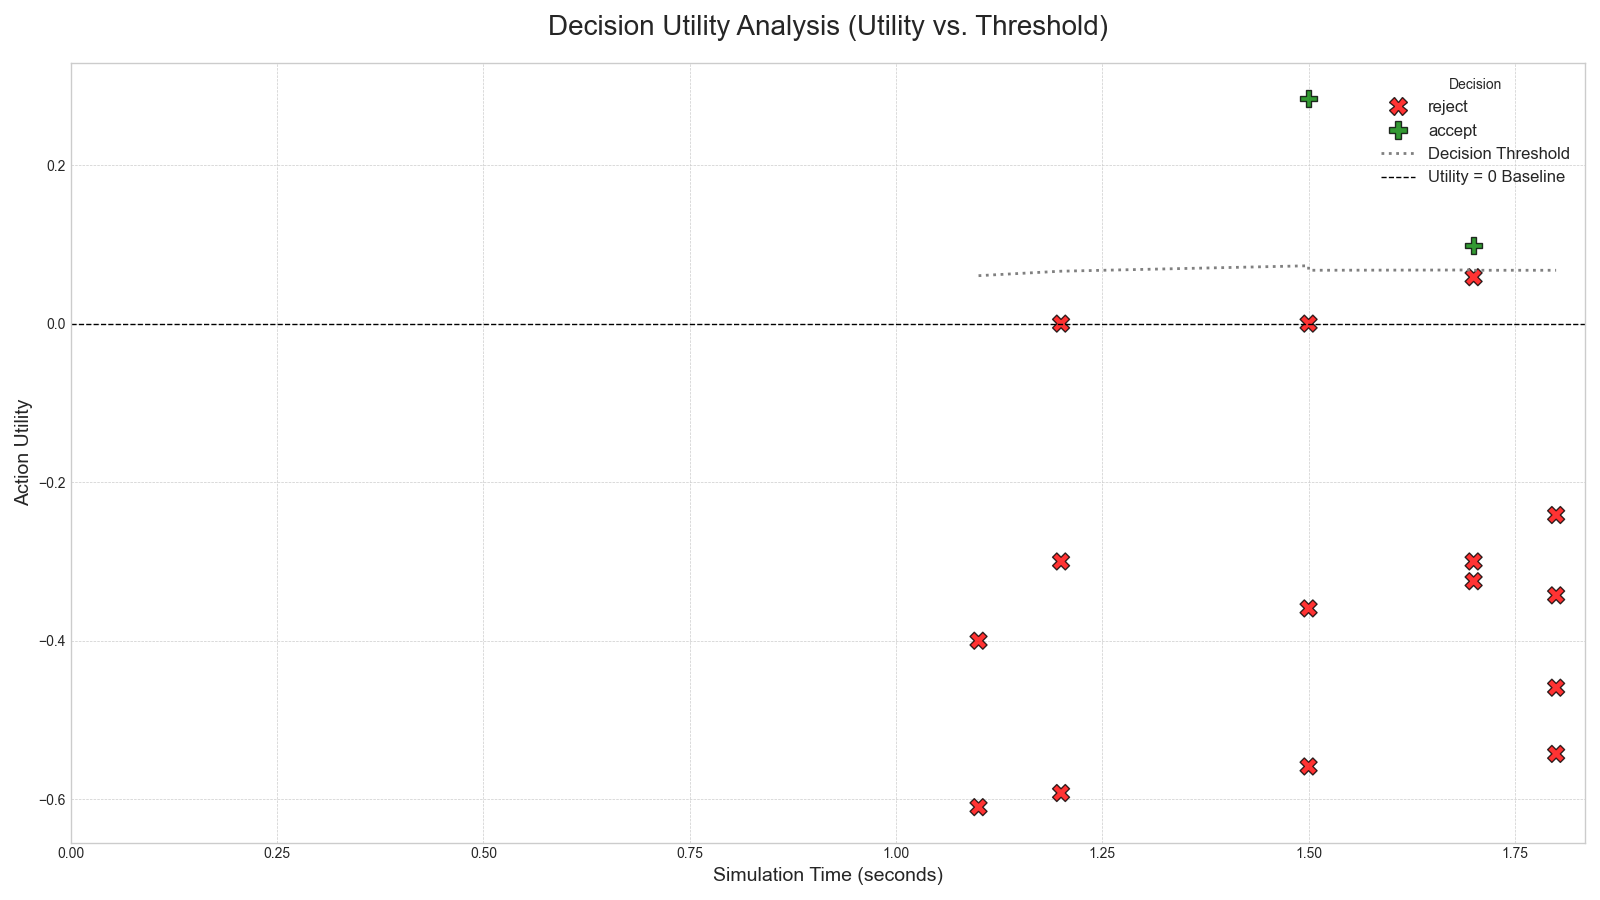 Decision Utility Analysis (Utility vs. Threshold)
Decision
reject
accept
Decision Threshold
Utility = 0 Baseline
Action Utility
0.2
0.0
−0.2
−0.4
−0.6
0.00 0.25 0.50 0.75 1.00 1.25 1.50 1.75
Simulation Time (seconds)